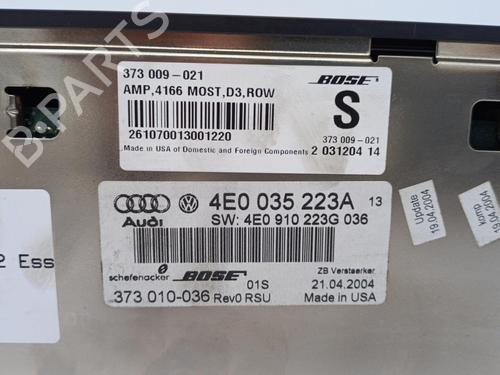 373 009-021
BOSE
AMP,4166 MOST,D3,ROW
S
261070013001220
373 009-021
Made in USA of Domestic and Foreign Components
2 031204 14
Audi
4E0 035 223A 13
SW: 4E0 910 223G 036
schefenacker
BOSE
01S
ZB Verstaerker
373 010-036 Rev0 RSU
21.04.2004
Made in USA
Update
19.04.2004
komp.
19.04.2004
2 Ess